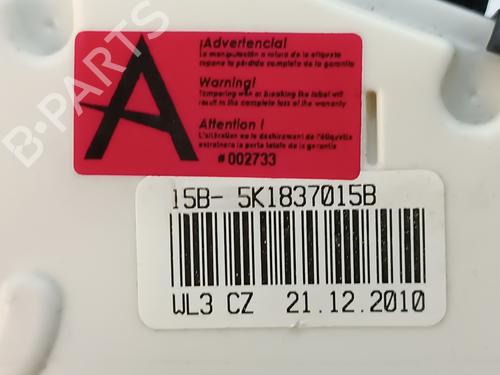 ¡Advertencia!
La manipulación o rotura de la etiqueta
supone la pérdida completa de la garantía
Warning!
Tempering with or breaking the label will
result in the complete loss of the warranty
Attention !
L'altération ou le déchirement de l'étiquette
entraînera la perte totale de la garantie
#002733
A
15B- 5K1837015B
WL3 CZ 21.12.2010
B-PARTS